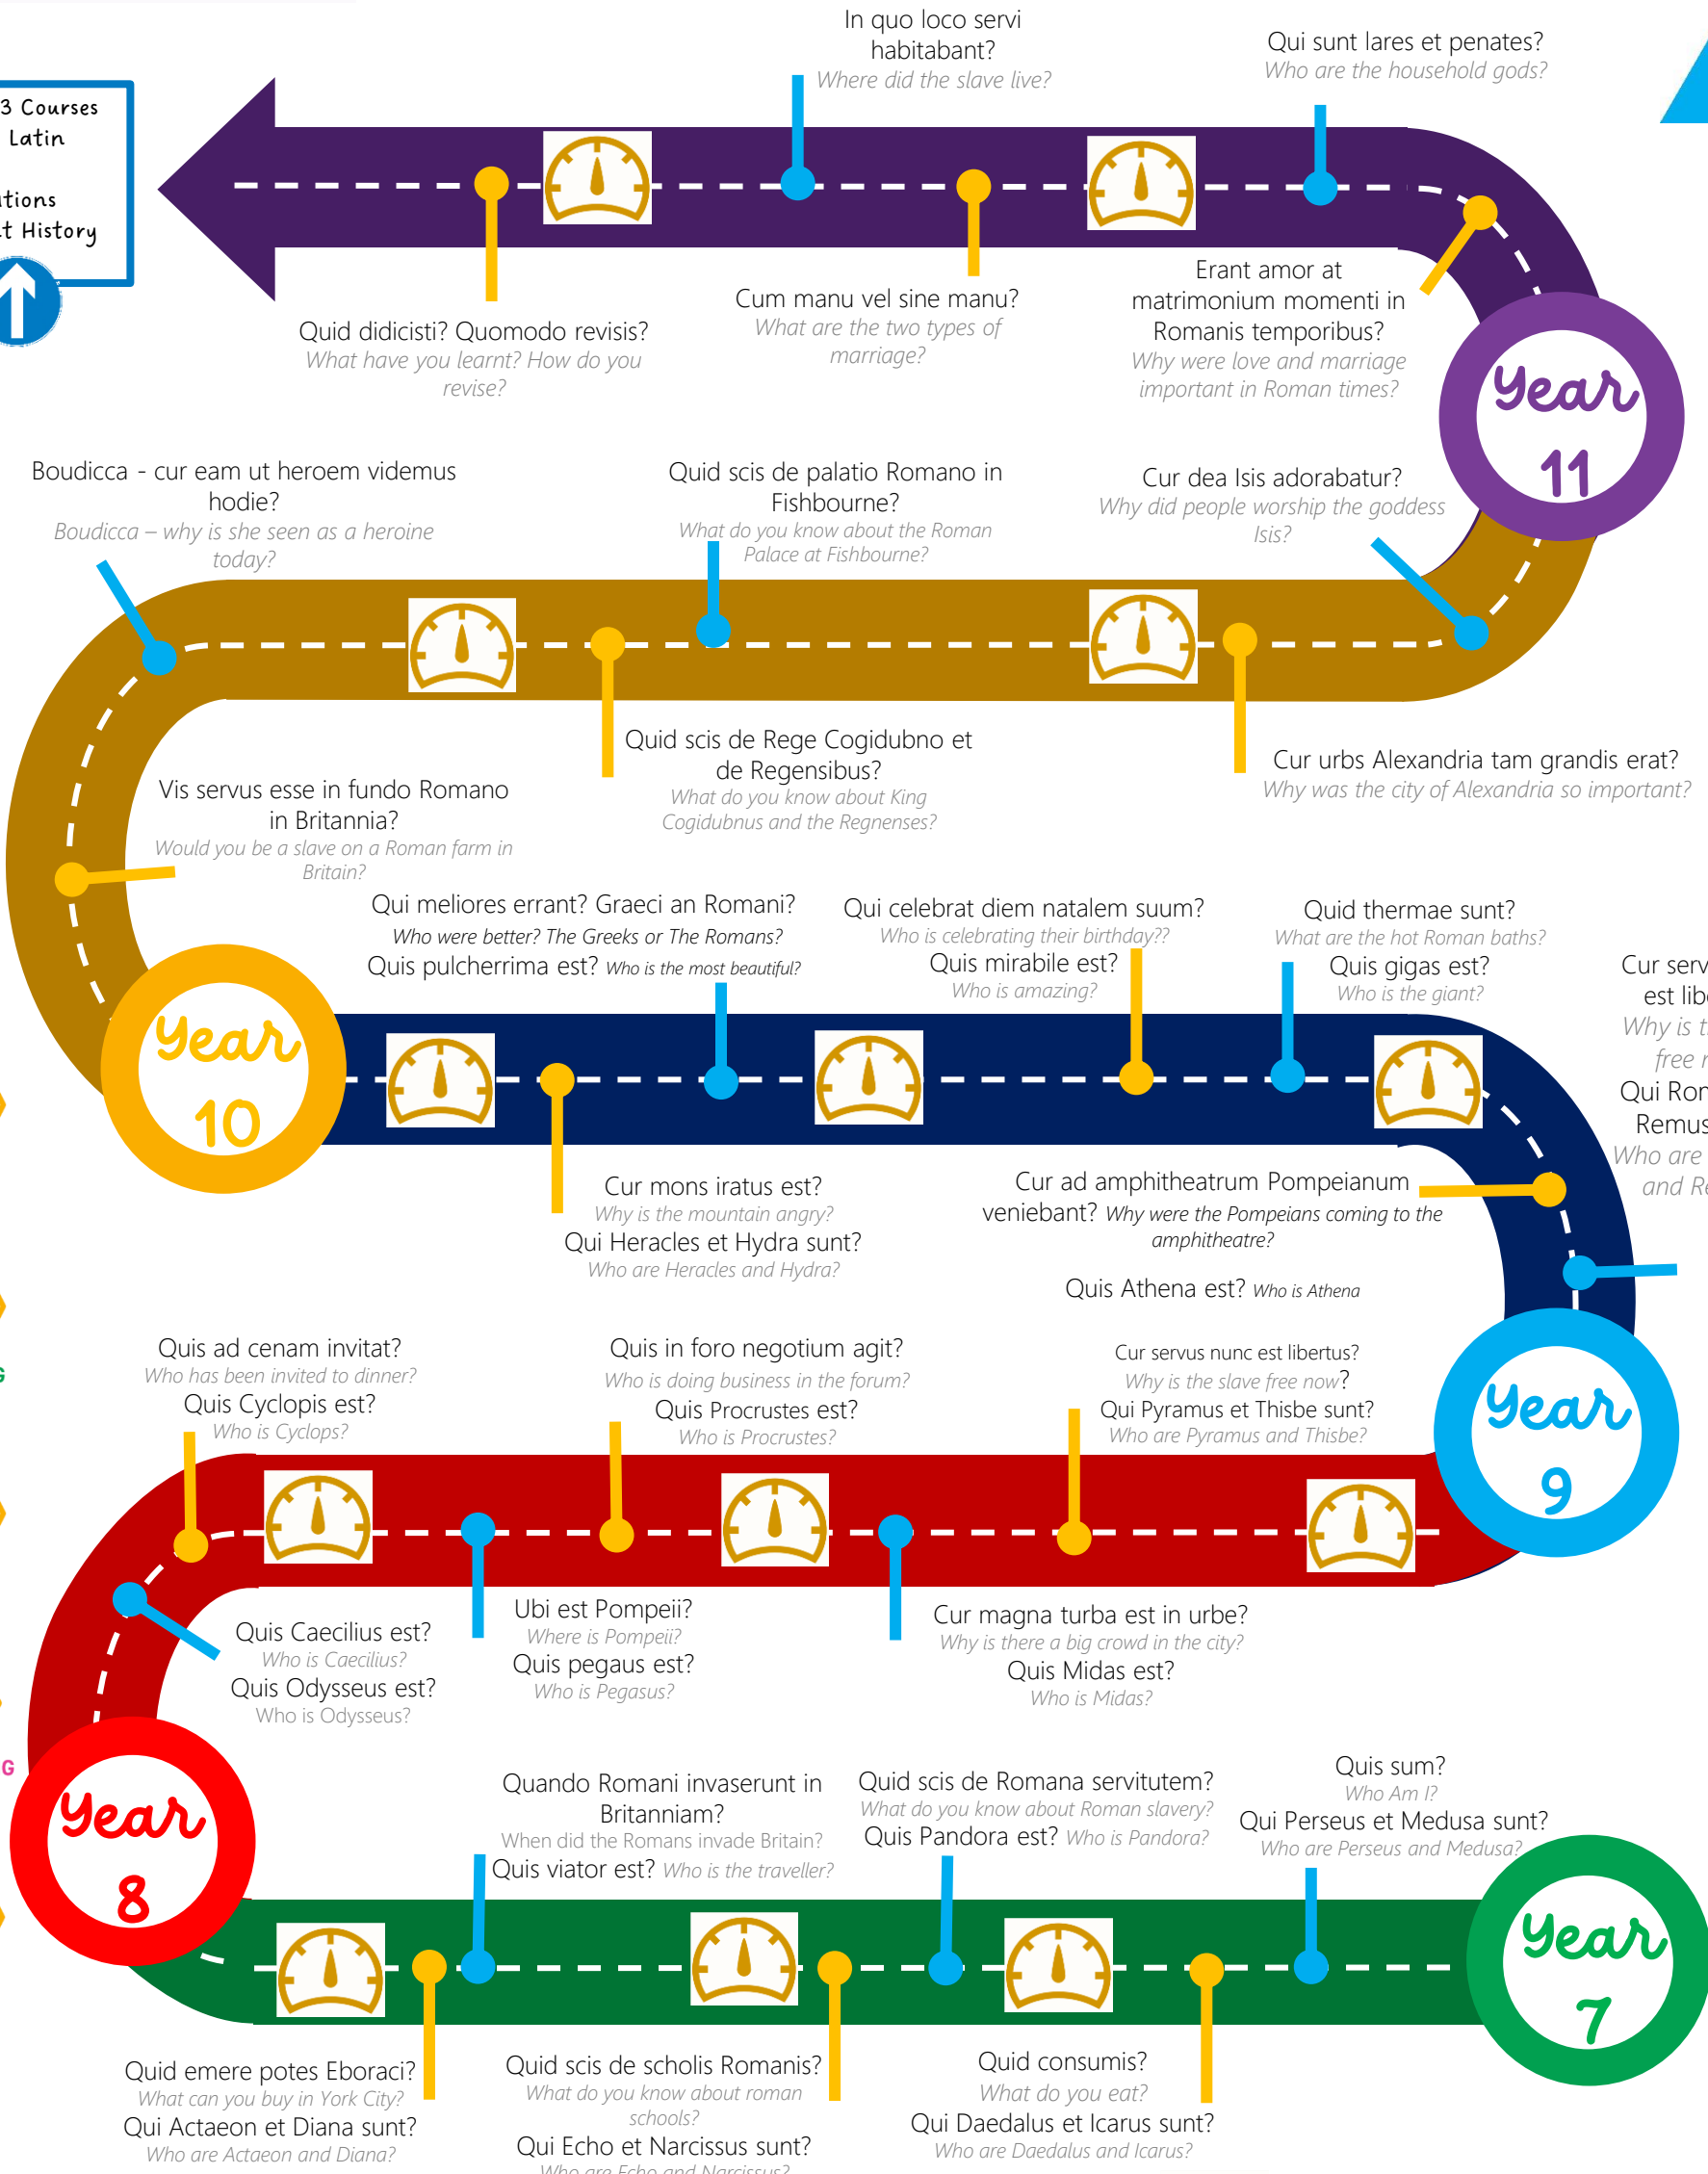 In quo loco servi
habitabant?
Where did the slave live?
Qui sunt lares et penates?
Who are the household gods?
3 Courses
Latin
t History
Quid didicisti? Quomodo revisis?
What have you learnt? How do you
revise?
Cum manu vel sine manu?
What are the two types of
marriage?
Erant amor at
matrimonium momenti in
Romanis temporibus?
Why were love and marriage
important in Roman times?
Year
11
Boudicca - cur eam ut heroem videmus
hodie?
Boudicca – why is she seen as a heroine
today?
Quid scis de palatio Romano in
Fishbourne?
What do you know about the Roman
Palace at Fishbourne?
Cur dea Isis adorabatur?
Why did people worship the goddess
Isis?
Vis servus esse in fundo Romano
in Britannia?
Would you be a slave on a Roman farm in
Britain?
Quid scis de Rege Cogidubno et
de Regensibus?
What do you know about King
Cogidubnus and the Regnenses?
Cur urbs Alexandria tam grandis erat?
Why was the city of Alexandria so important?
Qui meliores errant? Graeci an Romani?
Who were better? The Greeks or The Romans?
Quis pulcherrima est? Who is the most beautiful?
Qui celebrat diem natalem suum?
Who is celebrating their birthday??
Quis mirabile est?
Who is amazing?
Quid thermae sunt?
What are the hot Roman baths?
Quis gigas est?
Who is the giant?
Cur serv
est lib
Why is t
free
Qui Rom
Remus
Who are
and Re
Year
10
Cur mons iratus est?
Why is the mountain angry?
Qui Heracles et Hydra sunt?
Who are Heracles and Hydra?
Cur ad amphitheatrum Pompeianum
veniebant? Why were the Pompeians coming to the
amphitheatre?
Quis Athena est? Who is Athena
Quis ad cenam invitat?
Who has been invited to dinner?
Quis Cyclopis est?
Who is Cyclops?
Quis in foro negotium agit?
Who is doing business in the forum?
Quis Procrustes est?
Who is Procrustes?
Cur servus nunc est libertus?
Why is the slave free now?
Qui Pyramus et Thisbe sunt?
Who are Pyramus and Thisbe?
Year
9
Quis Caecilius est?
Who is Caecilius?
Quis Odysseus est?
Who is Odysseus?
Ubi est Pompeii?
Where is Pompeii?
Quis pegaus est?
Who is Pegasus?
Cur magna turba est in urbe?
Why is there a big crowd in the city?
Quis Midas est?
Who is Midas?
Year
8
Quando Romani invaserunt in
Britanniam?
When did the Romans invade Britain?
Quis viator est? Who is the traveller?
Quid scis de Romana servitutem?
What do you know about Roman slavery?
Quis Pandora est? Who is Pandora?
Quis sum?
Who Am I?
Qui Perseus et Medusa sunt?
Who are Perseus and Medusa?
Year
7
Quid emere potes Eboraci?
What can you buy in York City?
Qui Actaeon et Diana sunt?
Who are Actaeon and Diana?
Quid scis de scholis Romanis?
What do you know about roman
schools?
Qui Echo et Narcissus sunt?
Who are Echo and Narcissus?
Quid consumis?
What do you eat?
Qui Daedalus et Icarus sunt?
Who are Daedalus and Icarus?